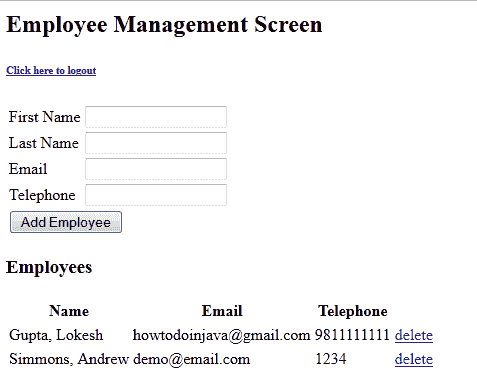 Employee Management Screen
Click here to logout
First Name
Last Name
Email
Telephone
Add Employee
Employees
Name Email Telephone
Gupta, Lokesh howtodoinjava@gmail.com 9811111111 delete
Simmons, Andrew demo@email.com 1234 delete